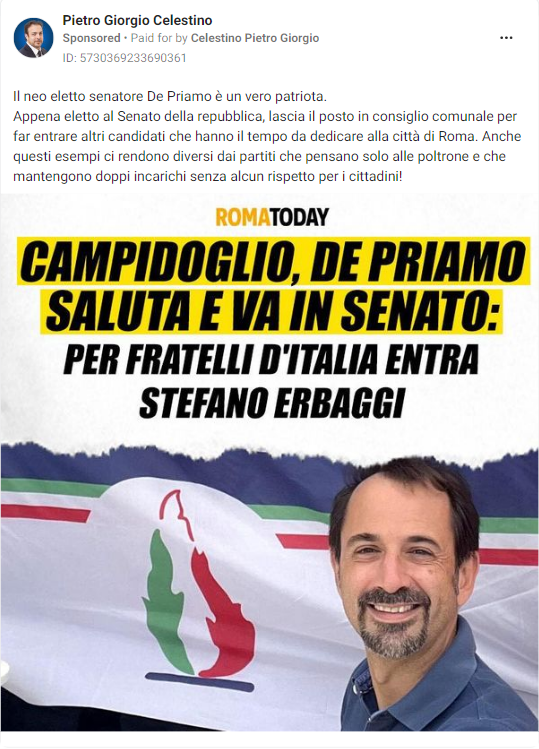 Pietro Giorgio Celestino
Sponsored • Paid for by Celestino Pietro Giorgio
ID: 5730369233690361
Il neo eletto senatore De Priamo è un vero patriota.
Appena eletto al Senato della repubblica, lascia il posto in consiglio comunale per
far entrare altri candidati che hanno il tempo da dedicare alla città di Roma. Anche
questi esempi ci rendono diversi dai partiti che pensano solo alle poltrone e che
mantengono doppi incarichi senza alcun rispetto per i cittadini!
ROMATODAY
CAMPIDOGLIO, DE PRIAMO
SALUTA E VA IN SENATO:
PER FRATELLI D'ITALIA ENTRA
STEFANO ERBAGGI